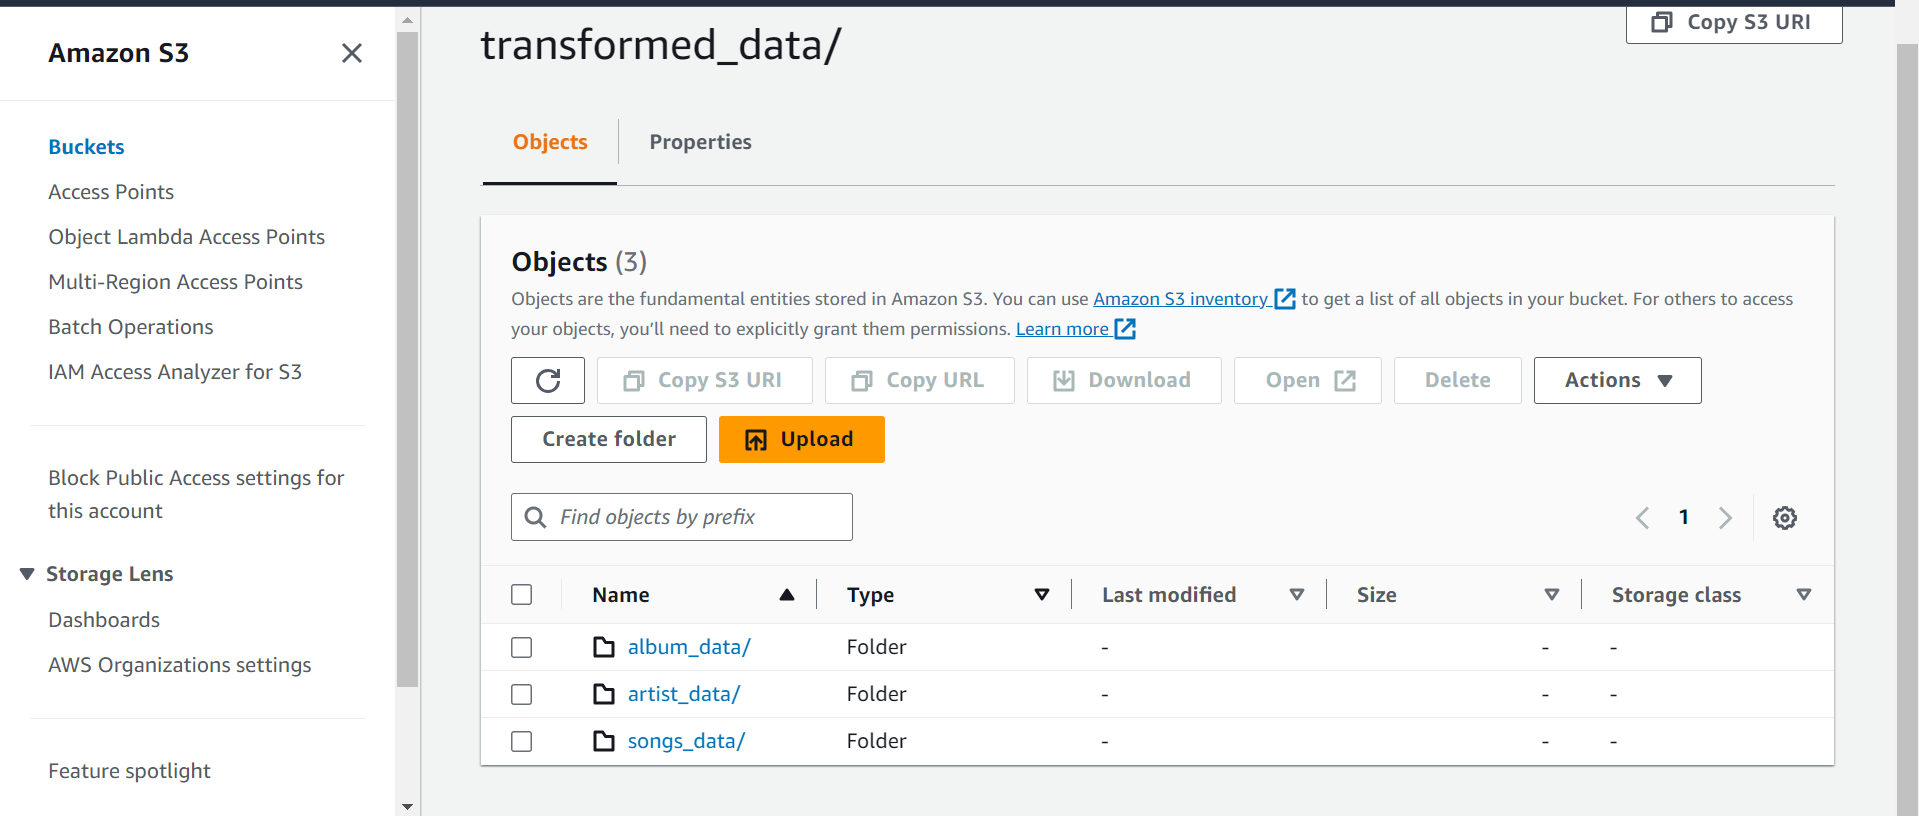 Amazon S3
Buckets
Access Points
Object Lambda Access Points
Multi-Region Access Points
Batch Operations
IAM Access Analyzer for S3
Block Public Access settings for
this account
Storage Lens
Dashboards
AWS Organizations settings
Feature spotlight
transformed_data/
Copy S3 URI
Objects Properties
Objects (3)
Objects are the fundamental entities stored in Amazon S3. You can use Amazon S3 inventory to get a list of all objects in your bucket. For others to access
your objects, you’ll need to explicitly grant them permissions. Learn more
Copy S3 URI Copy URL Download Open Delete Actions
Create folder Upload
Find objects by prefix 1
Name Type Last modified Size Storage class
album_data/ Folder - - -
artist_data/ Folder - - -
songs_data/ Folder - - -